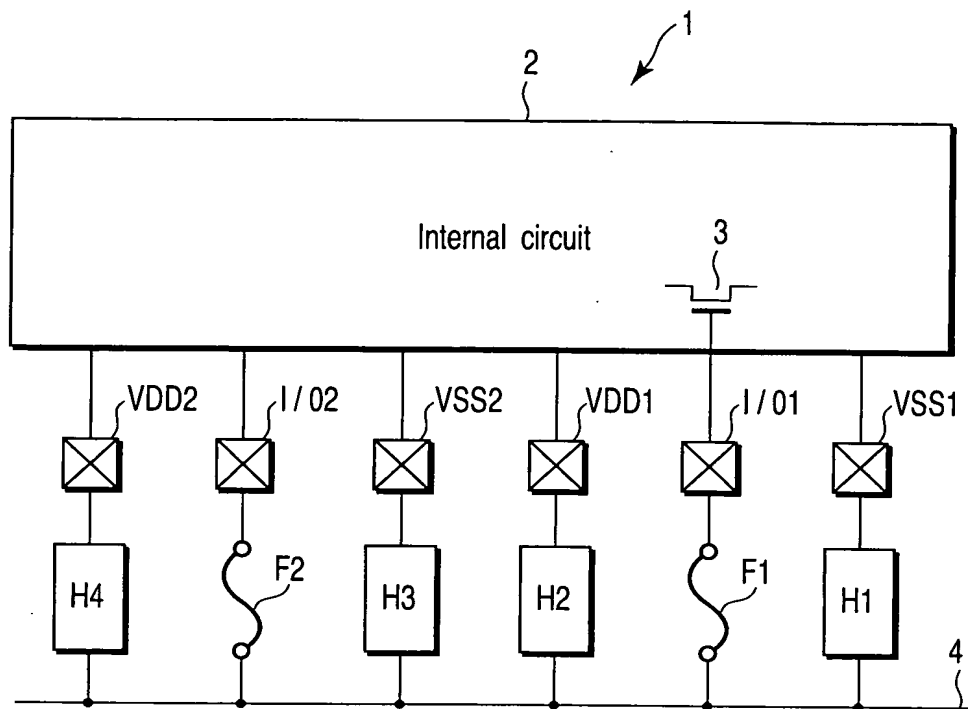 1
2
Internal circuit
3
VDD2
I / 02
VSS2
VDD1
I / 01
VSS1
H4
F2
H3
H2
F1
H1
4